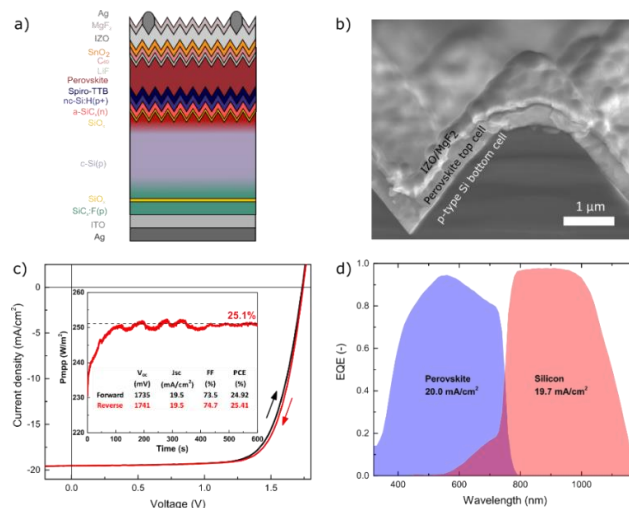 a)
Ag
MgF₂
IZO
SnO₂
C₆₀
LiF
Perovskite
Spiro-TTB
nc-Si:H(p+)
a-SiCₓ(n)
SiOₓ
c-Si(p)
SiOₓ
SiCₓ:F(p)
ITO
Ag
b)
IZO/MgF2
Perovskite top cell
p-type Si bottom cell
1 µm
c)
Current density (mA/cm²)
0
-5
-10
-15
-20
0.0
0.5
1.0
1.5
Voltage (V)
Pmpp (W/m²)
260
250
240
230
220
210
200
25.1%
Voc Jsc FF PCE
(mV) (mA/cm²) (%) (%)
Forward 1735 19.5 73.5 24.92
Reverse 1741 19.5 74.7 25.41
0 100 200 300 400 500 600
Time (s)
d)
EQE (-)
1.0
0.8
0.6
0.4
0.2
0.0
Perovskite
20.0 mA/cm²
Silicon
19.7 mA/cm²
400 600 800 1000
Wavelength (nm)